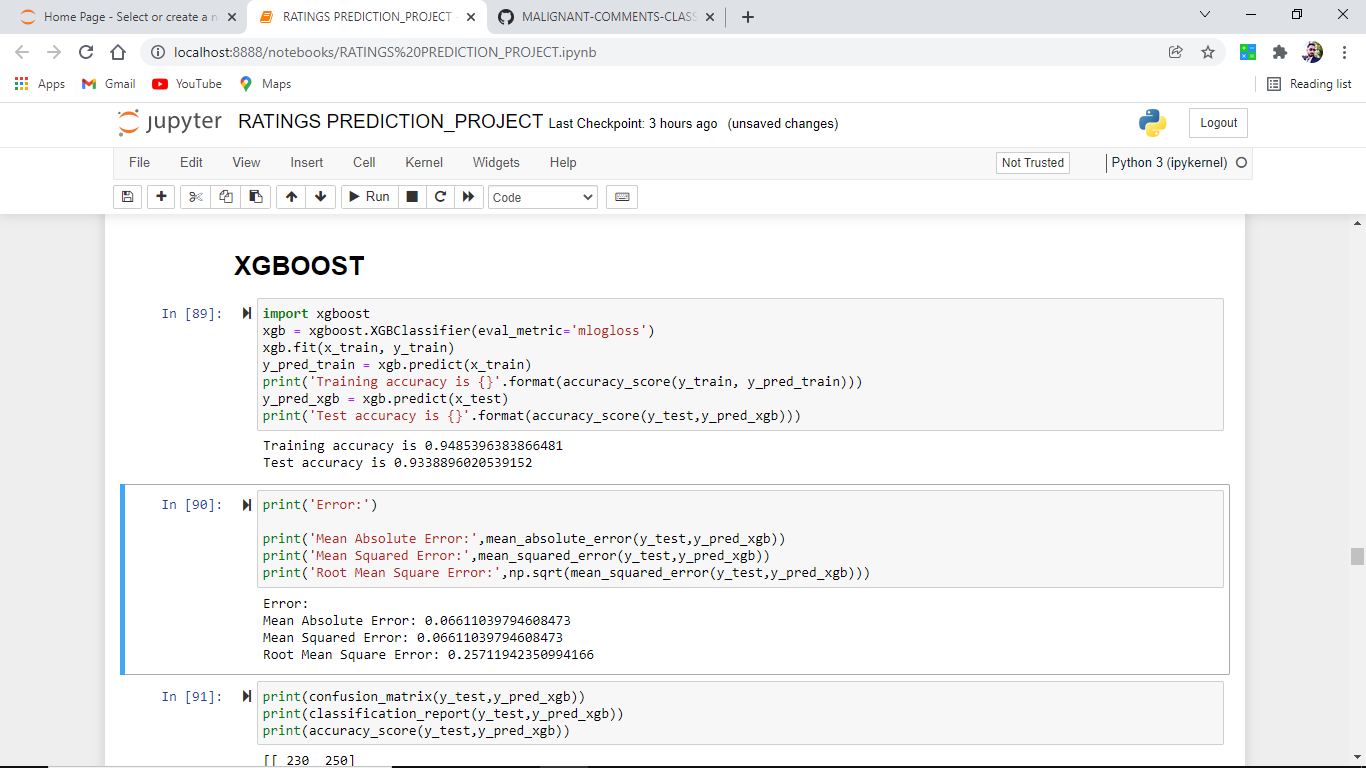 Home Page - Select or create a n
RATINGS PREDICTION_PROJECT
MALIGNANT-COMMENTS-CLASS
localhost:8888/notebooks/RATINGS%20PREDICTION_PROJECT.ipynb
Apps
Gmail
YouTube
Maps
Reading list
jupyter
RATINGS PREDICTION_PROJECT Last Checkpoint: 3 hours ago (unsaved changes)
Logout
File Edit View Insert Cell Kernel Widgets Help
Not Trusted
Python 3 (ipykernel)
Run
Code
XGBOOST
In [89]:
import xgboost
xgb = xgboost.XGBClassifier(eval_metric='mlogloss')
xgb.fit(x_train, y_train)
y_pred_train = xgb.predict(x_train)
print('Training accuracy is {}'.format(accuracy_score(y_train, y_pred_train)))
y_pred_xgb = xgb.predict(x_test)
print('Test accuracy is {}'.format(accuracy_score(y_test,y_pred_xgb)))
Training accuracy is 0.9485396383866481
Test accuracy is 0.9338896020539152
In [90]:
print('Error:')
print('Mean Absolute Error:',mean_absolute_error(y_test,y_pred_xgb))
print('Mean Squared Error:',mean_squared_error(y_test,y_pred_xgb))
print('Root Mean Square Error:',np.sqrt(mean_squared_error(y_test,y_pred_xgb)))
Error:
Mean Absolute Error: 0.06611039794608473
Mean Squared Error: 0.06611039794608473
Root Mean Square Error: 0.25711942350994166
In [91]:
print(confusion_matrix(y_test,y_pred_xgb))
print(classification_report(y_test,y_pred_xgb))
print(accuracy_score(y_test,y_pred_xgb))
[[ 230 250]